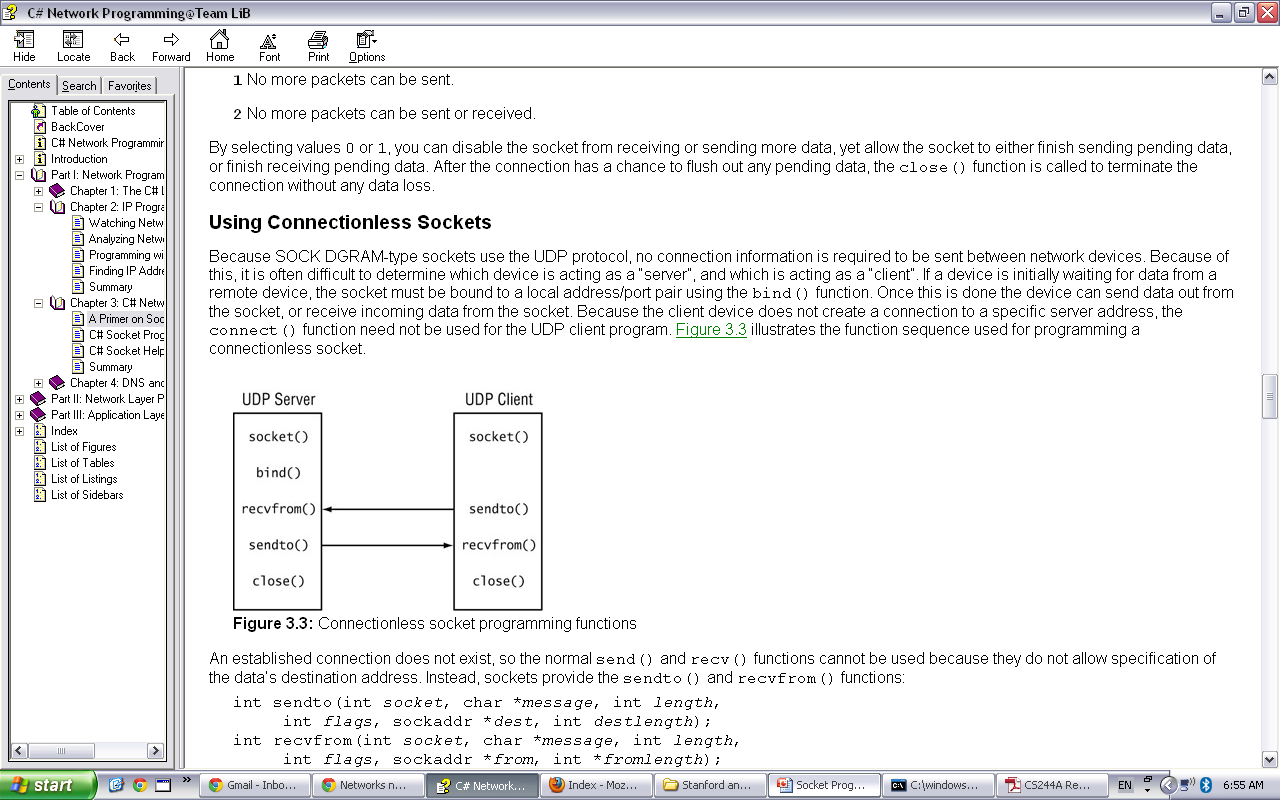 C# Network Programming@Team LiB
Hide Locate Back Forward Home Font Print Options
Contents Search Favorites
Table of Contents
BackCover
C# Network Programmin
Introduction
Part I: Network Program
Chapter 1: The C# L
Chapter 2: IP Progra
Watching Netw
Analyzing Netw
Programming wi
Finding IP Addre
Summary
Chapter 3: C# Netw
A Primer on Soc
C# Socket Prog
C# Socket Help
Summary
Chapter 4: DNS and
Part II: Network Layer P
Part III: Application Laye
Index
List of Figures
List of Tables
List of Listings
List of Sidebars
1 No more packets can be sent.
2 No more packets can be sent or received.
By selecting values 0 or 1, you can disable the socket from receiving or sending more data, yet allow the socket to either finish sending pending data,
or finish receiving pending data. After the connection has a chance to flush out any pending data, the close() function is called to terminate the
connection without any data loss.
Using Connectionless Sockets
Because SOCK DGRAM-type sockets use the UDP protocol, no connection information is required to be sent between network devices. Because of
this, it is often difficult to determine which device is acting as a "server", and which is acting as a "client". If a device is initially waiting for data from a
remote device, the socket must be bound to a local address/port pair using the bind() function. Once this is done the device can send data out from
the socket, or receive incoming data from the socket. Because the client device does not create a connection to a specific server address, the
connect() function need not be used for the UDP client program. Figure 3.3 illustrates the function sequence used for programming a
connectionless socket.
UDP Server UDP Client
socket() socket()
bind()
recvfrom() sendto()
sendto() recvfrom()
close() close()
Figure 3.3: Connectionless socket programming functions
An established connection does not exist, so the normal send() and recv() functions cannot be used because they do not allow specification of
the data's destination address. Instead, sockets provide the sendto() and recvfrom() functions:
int sendto(int socket, char *message, int length,
int flags, sockaddr *dest, int destlength);
int recvfrom(int socket, char *message, int length,
int flags, sockaddr *from, int *fromlength);
start Gmail - Inbo... Networks n... C# Network... Index - Moz... Stanford an... Socket Prog... C:\windows... CS244A Re... EN 6:55 AM